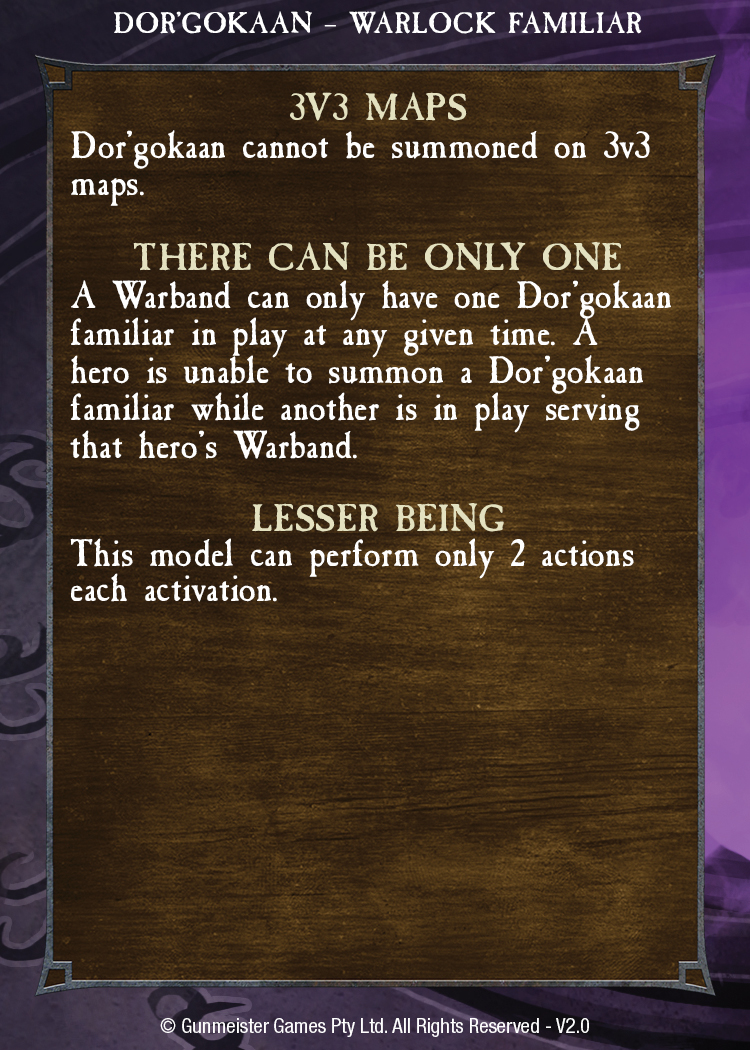 DOR'GOKAAN – WARLOCK FAMILIAR
3V3 MAPS
Dor'gokaan cannot be summoned on 3v3
maps.
THERE CAN BE ONLY ONE
A Warband can only have one Dor'gokaan
familiar in play at any given time. A
hero is unable to summon a Dor'gokaan
familiar while another is in play serving
that hero's Warband.
LESSER BEING
This model can perform only 2 actions
each activation.
© Gunmeister Games Pty Ltd. All Rights Reserved - V2.0